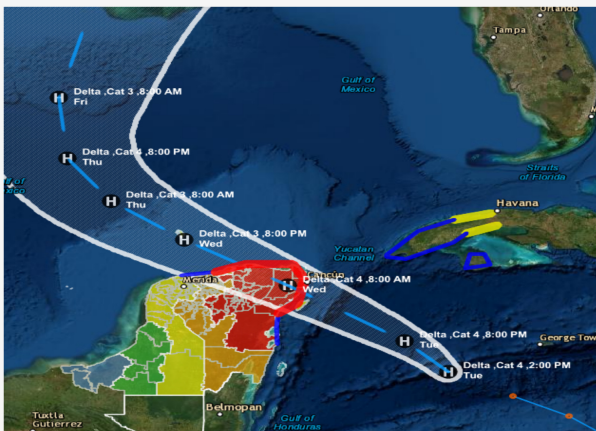 Orlando
Tampa
Gulf of
Mexico
Delta ,Cat 3 ,8:00 AM
Fri
Delta ,Cat 4 ,8:00 PM
Thu
Straits
of Florida
Delta ,Cat 3 ,8:00 AM
Thu
Havana
Delta ,Cat 3 ,8:00 PM
Wed
Yucatan
Channel
Merida
Cancun
Delta ,Cat 4 ,8:00 AM
Wed
Delta ,Cat 4 ,8:00 PM
Tue
George Tow
Delta ,Cat 4 ,2:00 PM
Tue
Belmopan
Tuxtla
Gutierrez
Gulf of
Honduras